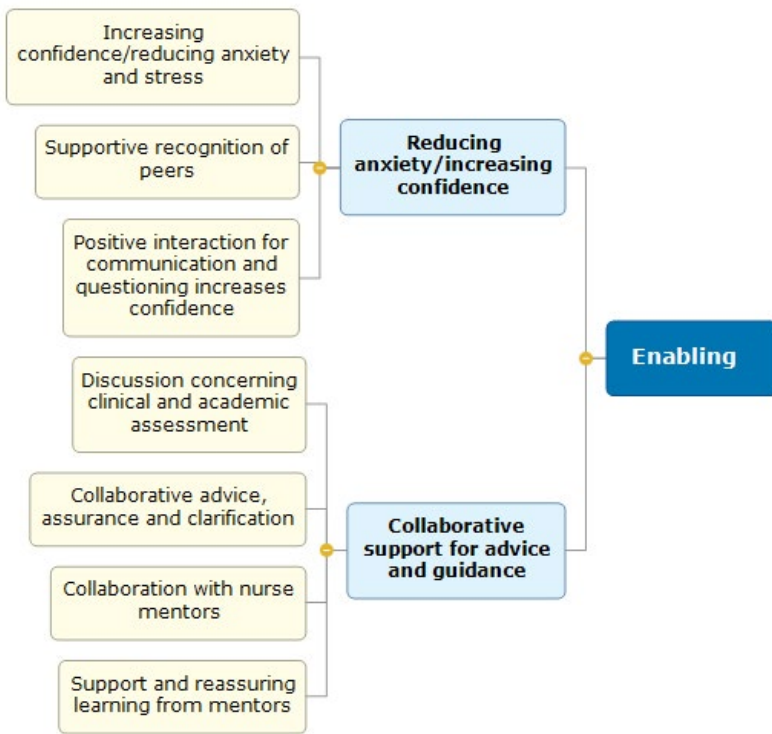 Increasing
confidence/reducing anxiety
and stress
Supportive recognition of
peers
Positive interaction for
communication and
questioning increases
confidence
Reducing
anxiety/increasing
confidence
Discussion concerning
clinical and academic
assessment
Collaborative advice,
assurance and clarification
Collaboration with nurse
mentors
Support and reassuring
learning from mentors
Collaborative
support for advice
and guidance
Enabling